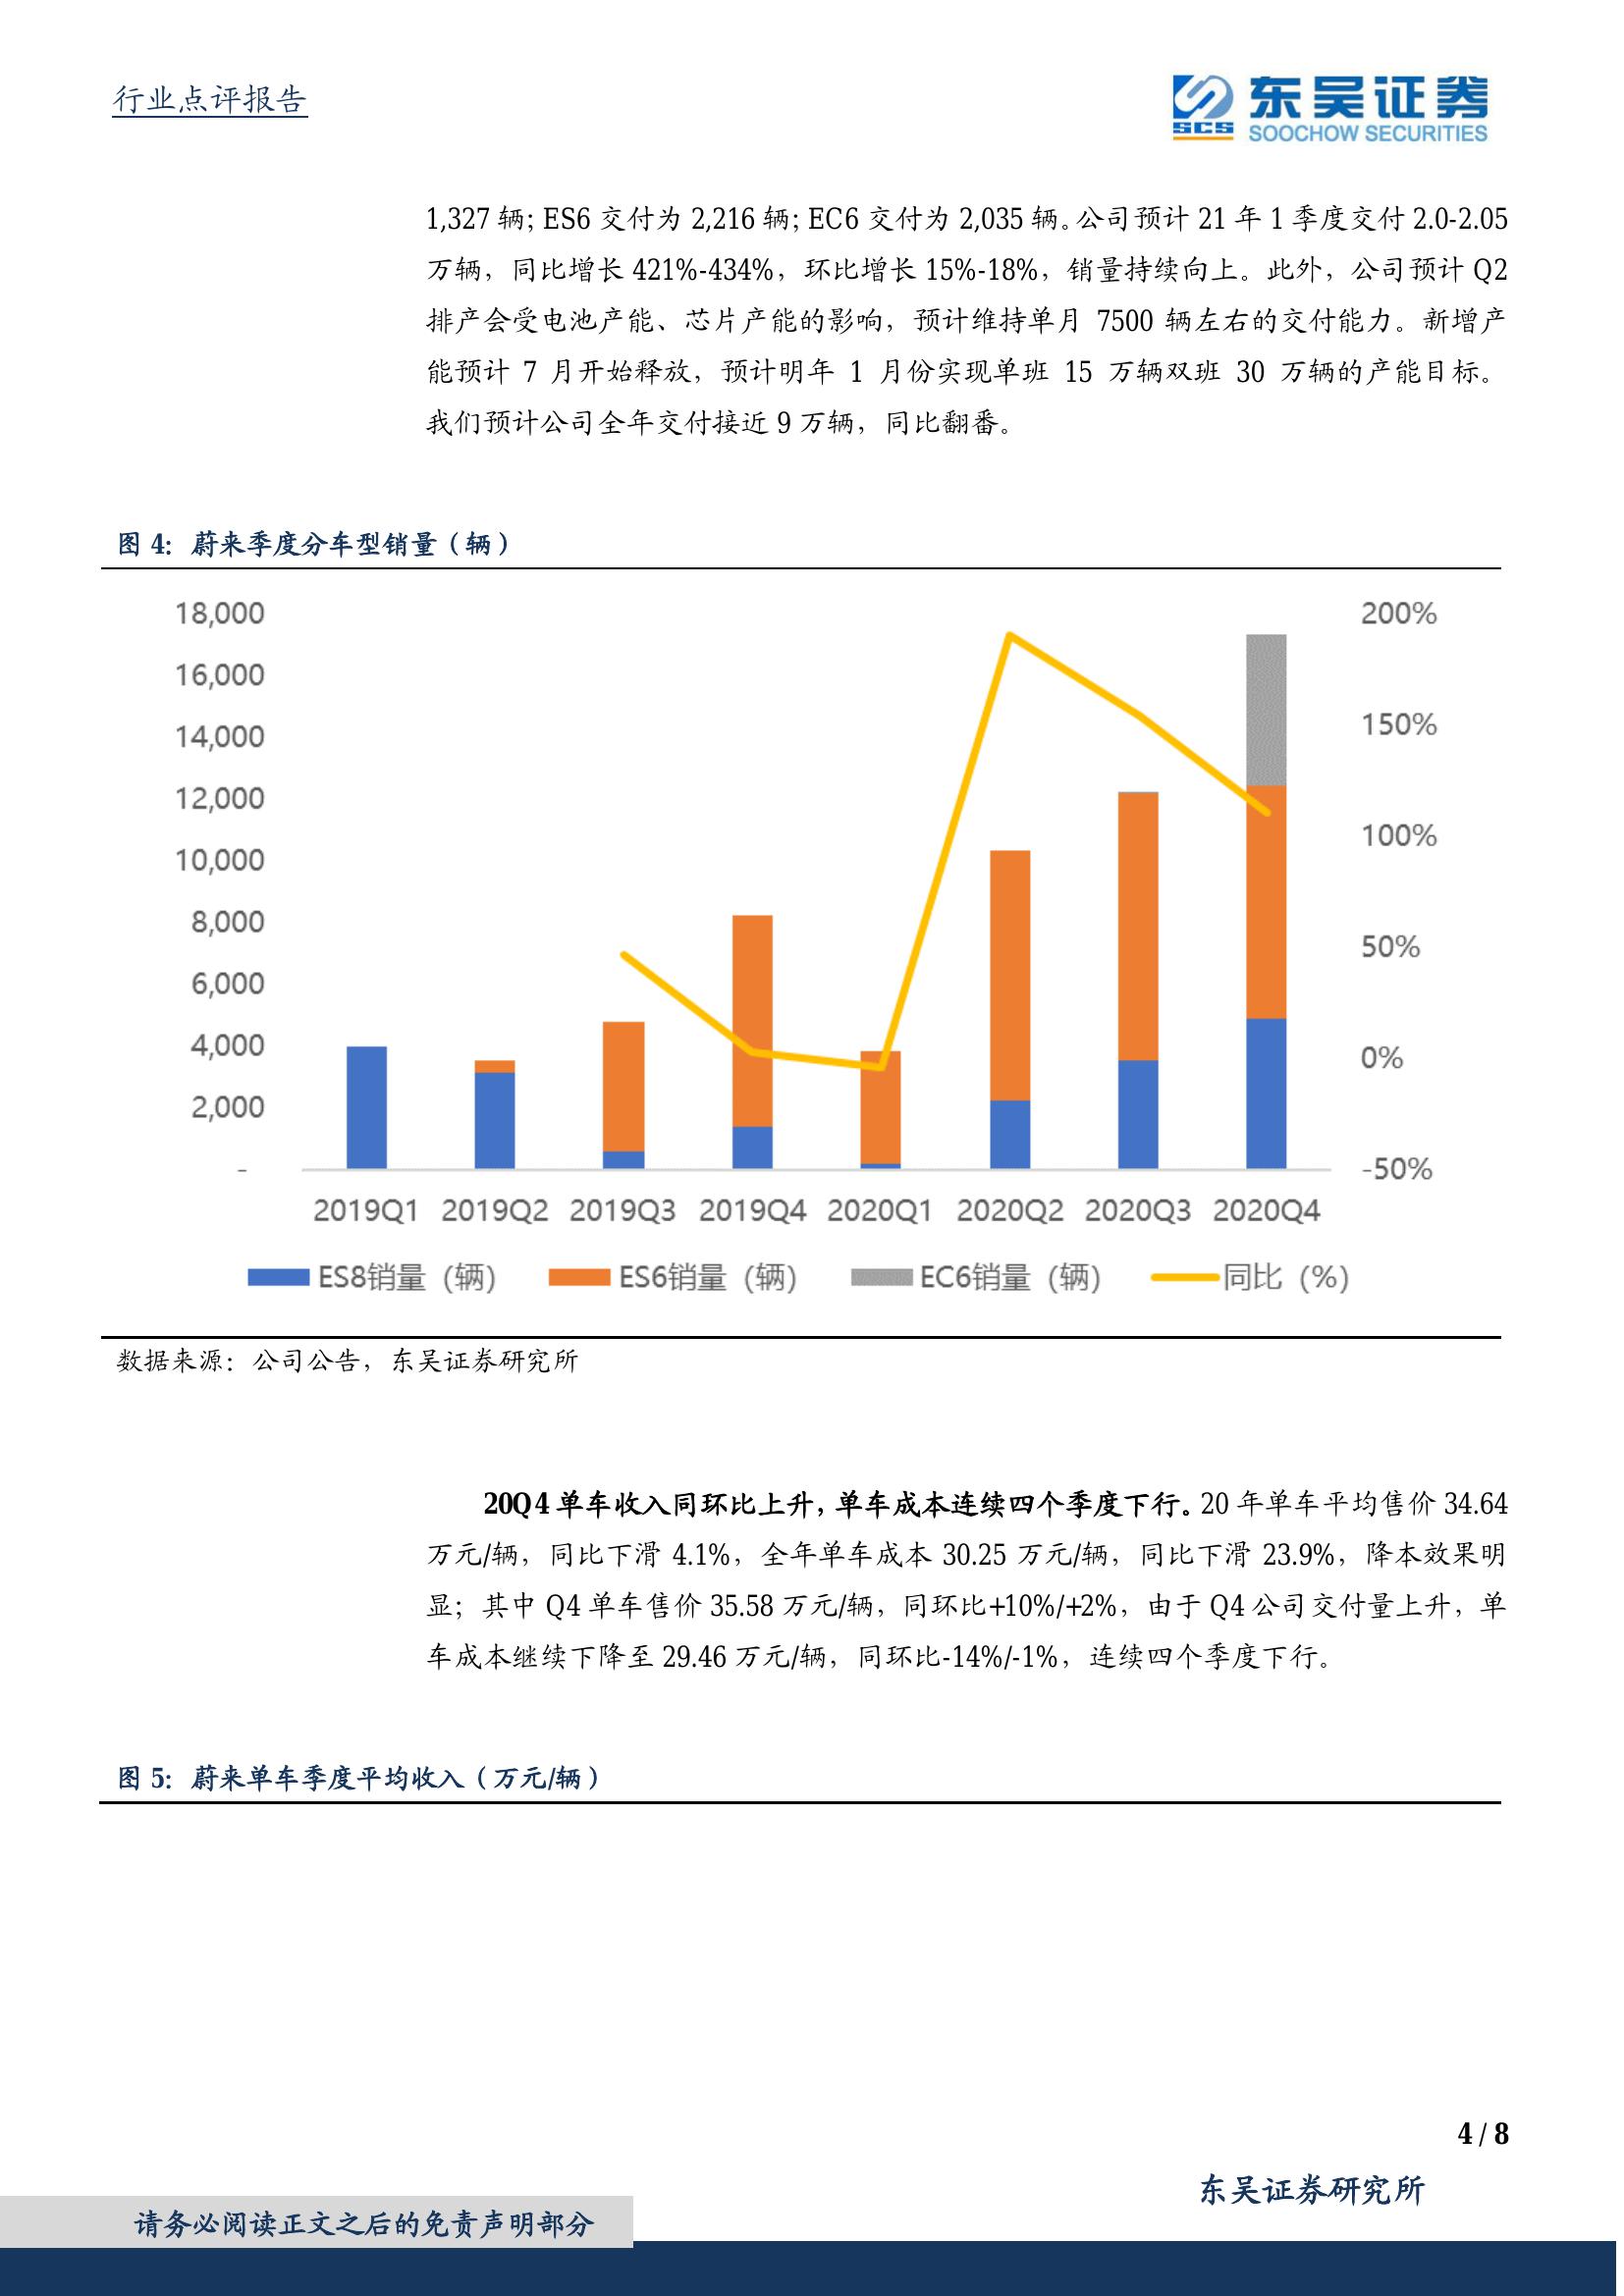 行业点评报告
SCS
东吴证券
SOOCHOW SECURITIES
1,327 辆；ES6 交付为 2,216 辆；EC6 交付为 2,035 辆。公司预计 21 年 1 季度交付 2.0-2.05
万辆，同比增长 421%-434%，环比增长 15%-18%，销量持续向上。此外，公司预计 Q2
排产会受电池产能、芯片产能的影响，预计维持单月 7500 辆左右的交付能力。新增产
能预计 7 月开始释放，预计明年 1 月份实现单班 15 万辆双班 30 万辆的产能目标。
我们预计公司全年交付接近 9 万辆，同比翻番。
图 4：蔚来季度分车型销量（辆）
18,000
16,000
14,000
12,000
10,000
8,000
6,000
4,000
2,000
-
200%
150%
100%
50%
0%
-50%
2019Q1 2019Q2 2019Q3 2019Q4 2020Q1 2020Q2 2020Q3 2020Q4
ES8销量（辆） ES6销量（辆） EC6销量（辆） 同比（%）
数据来源：公司公告，东吴证券研究所
20Q4 单车收入同环比上升，单车成本连续四个季度下行。20 年单车平均售价 34.64
万元/辆，同比下滑 4.1%，全年单车成本 30.25 万元/辆，同比下滑 23.9%，降本效果明
显；其中 Q4 单车售价 35.58 万元/辆，同环比+10%/+2%，由于 Q4 公司交付量上升，单
车成本继续下降至 29.46 万元/辆，同环比-14%/-1%，连续四个季度下行。
图 5：蔚来单车季度平均收入（万元/辆）
4 / 8
东吴证券研究所
请务必阅读正文之后的免责声明部分